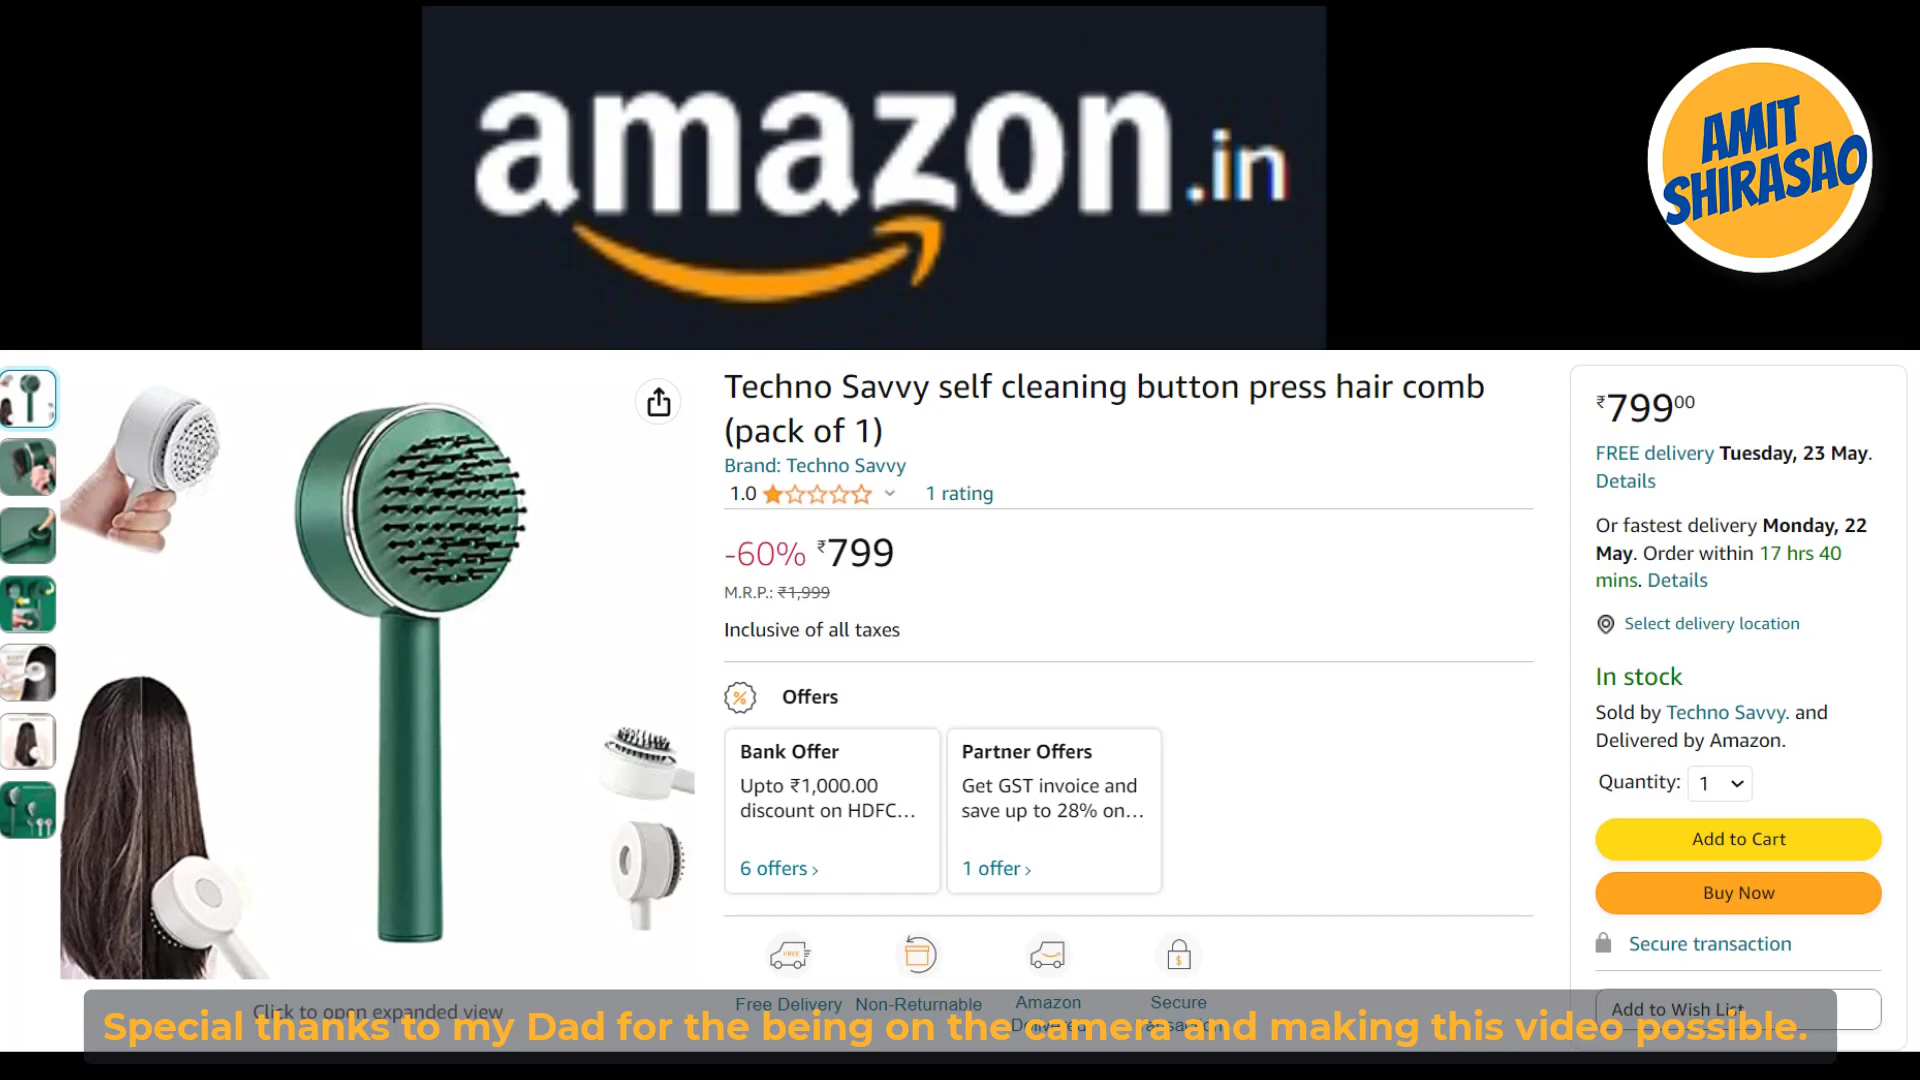 amazon.in
AMIT
SHIRASAO
Techno Savvy self cleaning button press hair comb
(pack of 1)
Brand: Techno Savvy
1.0
1 rating
-60% ₹799
M.R.P.: ₹1,999
Inclusive of all taxes
Offers
Bank Offer
Upto ₹1,000.00
discount on HDFC...
6 offers ›
Partner Offers
Get GST invoice and
save up to 28% on...
1 offer ›
FREE
Free Delivery
Non-Returnable
Amazon
Delivered
Secure
Transaction
Click to open expanded view
₹799 00
FREE delivery Tuesday, 23 May.
Details
Or fastest delivery Monday, 22
May. Order within 17 hrs 40
mins. Details
Select delivery location
In stock
Sold by Techno Savvy. and
Delivered by Amazon.
Quantity: 1
Add to Cart
Buy Now
Secure transaction
Add to Wish List
Special thanks to my Dad for the being on the camera and making this video possible.